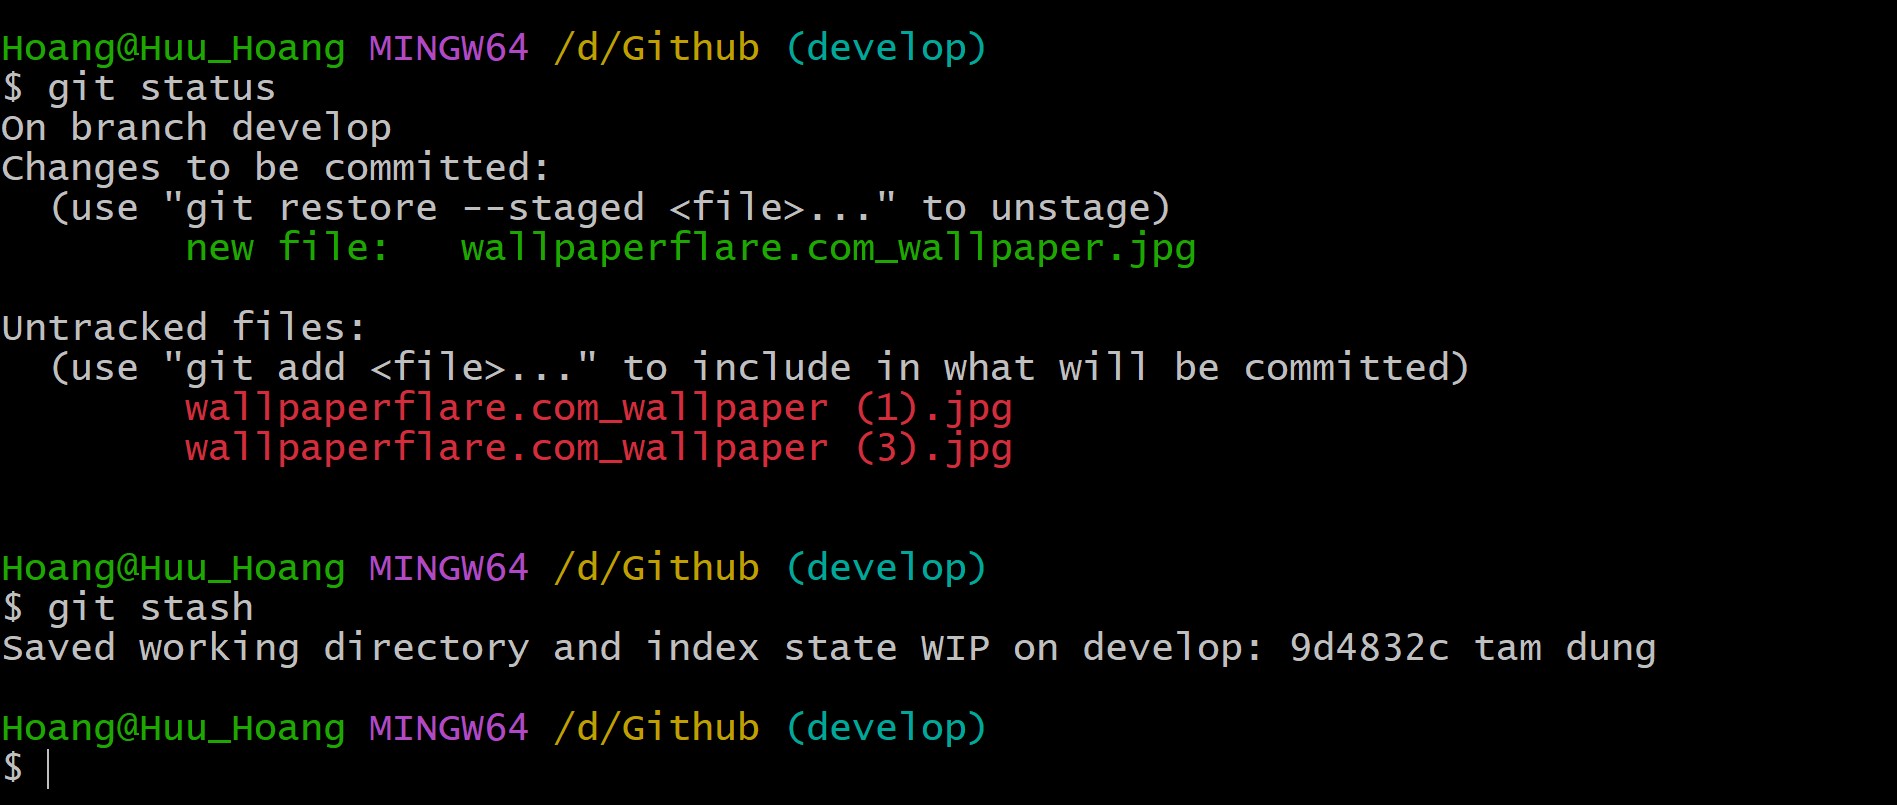 Hoang@Huu_Hoang MINGW64 /d/Github (develop)
$ git status
On branch develop
Changes to be committed:
  (use "git restore --staged <file>..." to unstage)
        new file:   wallpaperflare.com_wallpaper.jpg

Untracked files:
  (use "git add <file>..." to include in what will be committed)
        wallpaperflare.com_wallpaper (1).jpg
        wallpaperflare.com_wallpaper (3).jpg

Hoang@Huu_Hoang MINGW64 /d/Github (develop)
$ git stash
Saved working directory and index state WIP on develop: 9d4832c tam dung

Hoang@Huu_Hoang MINGW64 /d/Github (develop)
$